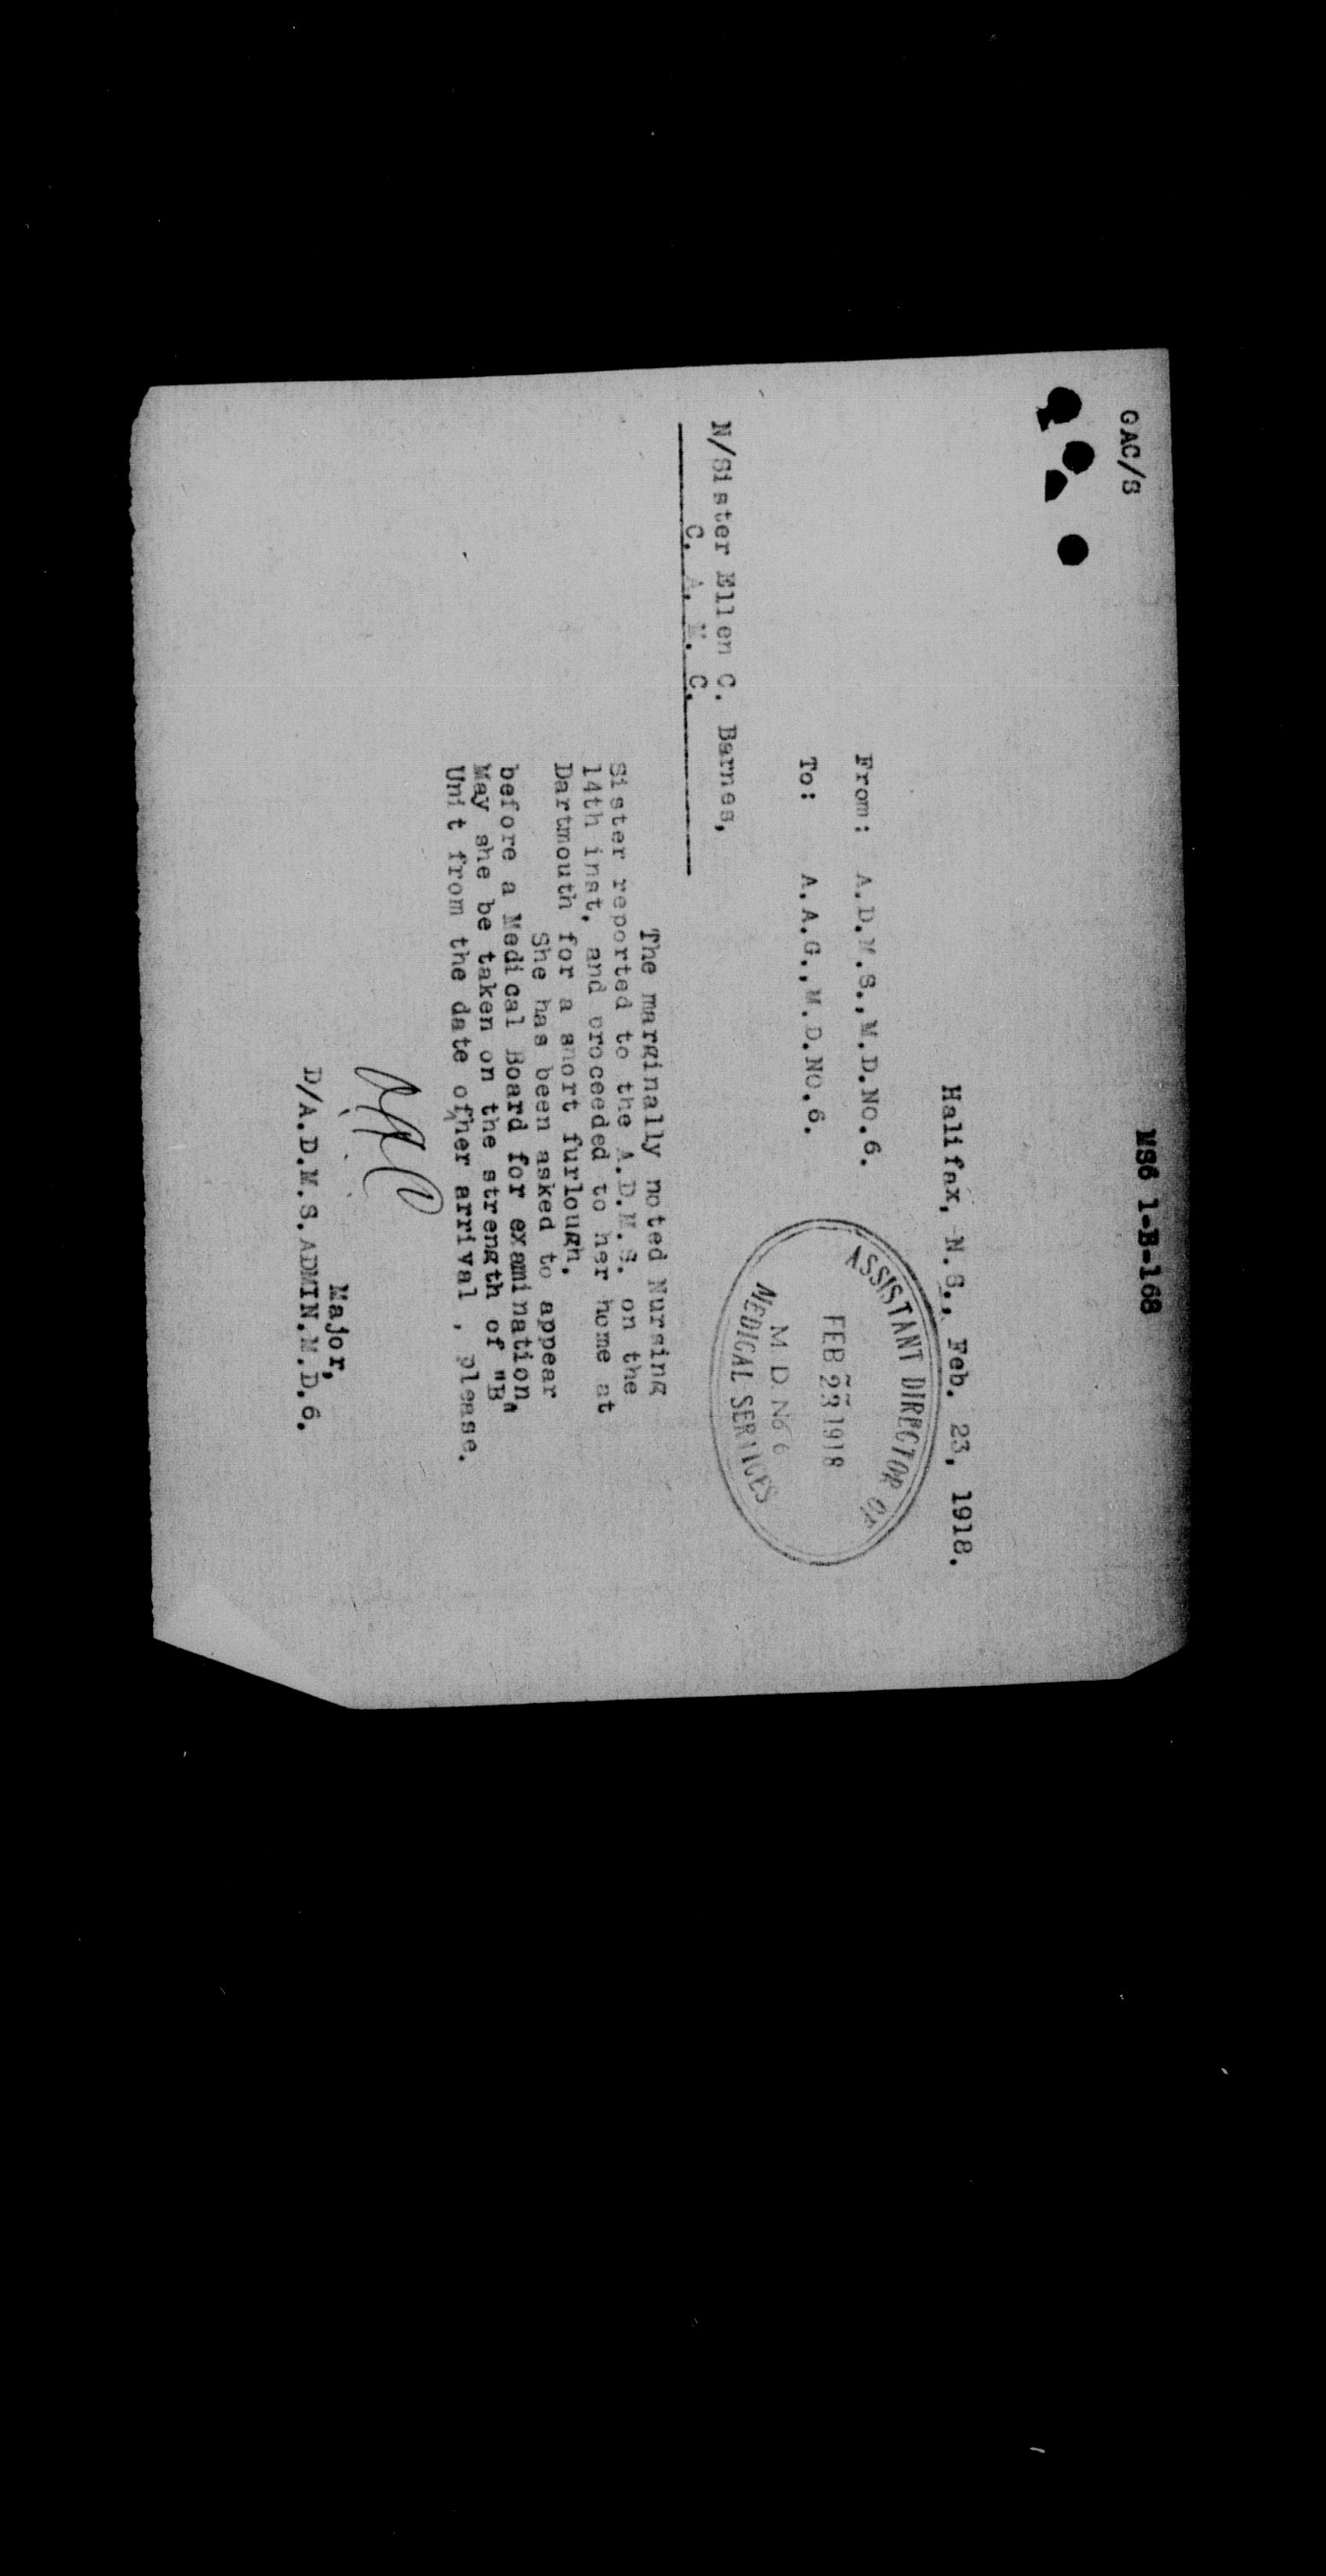 GAC/S
MS6 1-B-168
Halifax, N.S., Feb. 23, 1918.
From: A.D.M.S., M.D.NO.6.
To: A.A.G., M.D.NO.6.
ASSISTANT DIRECTOR OF
FEB 23 1918
M. D. No 6
MEDICAL SERVICES
N/Sister Ellen C. Barnes,
C. A. M. C.
The marginally noted Nursing
Sister reported to the A.D.M.S. on the
14th inst, and proceeded to her home at
Dartmouth for a short furlough.
She has been asked to appear
before a Medical Board for examination,
May she be taken on the strength of "B"
Unit from the date of her arrival , please.
Major,
D/A.D.M.S. ADMIN.M.D.6.